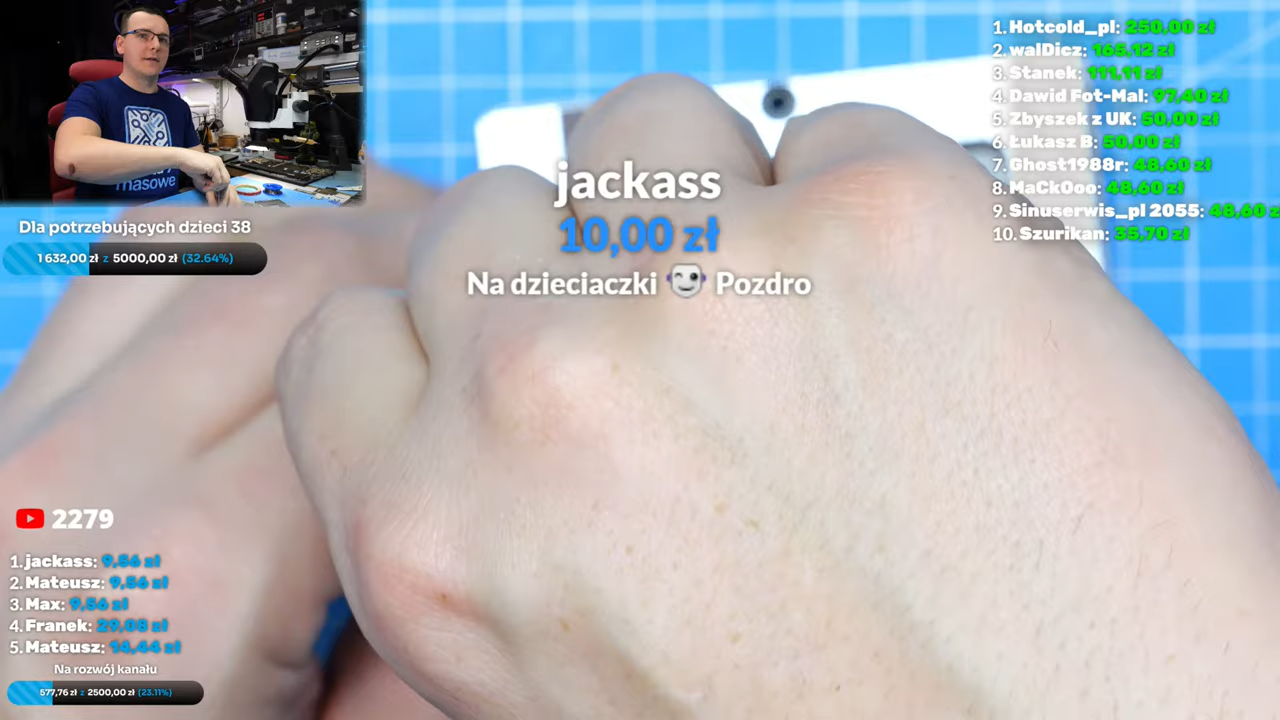 masowe
Dla potrzebujących dzieci 38
1 632,00 zł z 5000,00 zł (32.64%)
jackass
10,00 zł
Na dzieciaczki Pozdro
1. Hotcold_pl: 250,00 zł
2. walDicz: 165,12 zł
3. Stanek: 111,11 zł
4. Dawid Fot-Mal: 97,40 zł
5. Zbyszek z UK: 50,00 zł
6. Łukasz B: 50,00 zł
7. Ghost1988r: 48,60 zł
8. MaCkOoo: 48,60 zł
9. Sinuserwis_pl 2055: 48,60 z
10. Szurikan: 35,70 zł
2279
1. jackass: 9,56 zł
2. Mateusz: 9,56 zł
3. Max: 9,56 zł
4. Franek: 29,08 zł
5. Mateusz: 14,44 zł
Na rozwój kanału
577,76 zł z 2500,00 zł (23.11%)